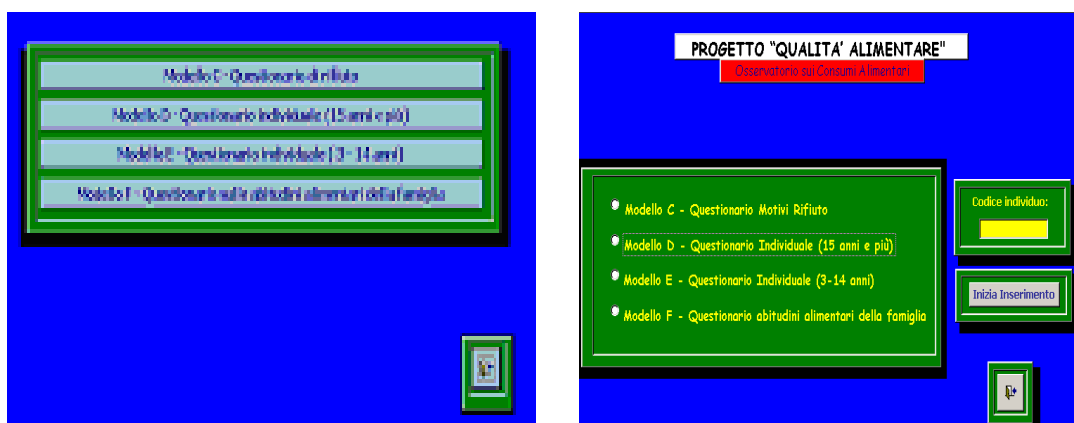 Modello C - Questionario di rifiuto
Modello D - Questionario individuale (15 anni e più)
Modello E - Questionario individuale (3 - 14 anni)
Modello F - Questionario sulle abitudini alimentari della famiglia
PROGETTO “QUALITA’ ALIMENTARE"
Osservatorio sui Consumi Alimentari
Modello C - Questionario Motivi Rifiuto
Modello D - Questionario Individuale (15 anni e più)
Modello E - Questionario Individuale (3-14 anni)
Modello F - Questionario abitudini alimentari della famiglia
Codice individuo:
Inizia Inserimento